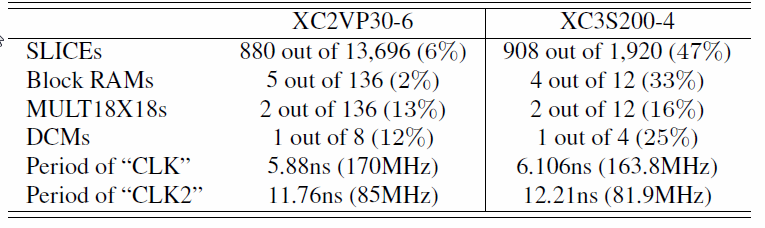 XC2VP30-6 XC3S200-4
SLICEs 880 out of 13,696 (6%) 908 out of 1,920 (47%)
Block RAMs 5 out of 136 (2%) 4 out of 12 (33%)
MULT18X18s 2 out of 136 (13%) 2 out of 12 (16%)
DCMs 1 out of 8 (12%) 1 out of 4 (25%)
Period of “CLK” 5.88ns (170MHz) 6.106ns (163.8MHz)
Period of “CLK2” 11.76ns (85MHz) 12.21ns (81.9MHz)